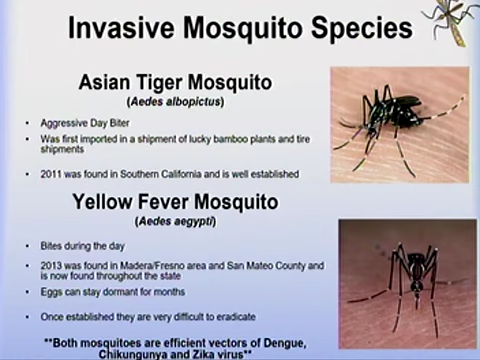 Invasive Mosquito Species
Asian Tiger Mosquito
(Aedes albopictus)
• Aggressive Day Biter
• Was first imported in a shipment of lucky bamboo plants and tire
shipments
• 2011 was found in Southern California and is well established
Yellow Fever Mosquito
(Aedes aegypti)
• Bites during the day
• 2013 was found in Madera/Fresno area and San Mateo County and
is now found throughout the state
• Eggs can stay dormant for months
• Once established they are very difficult to eradicate
**Both mosquitoes are efficient vectors of Dengue,
Chikungunya and Zika virus**